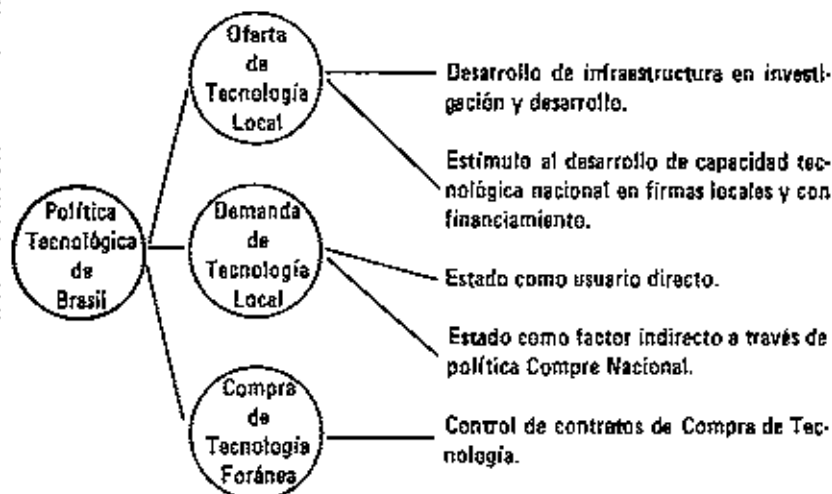 Oferta
de
Tecnología
Local
Desarrollo de infraestructura en investi-
gación y desarrollo.
Estímulo al desarrollo de capacidad tec-
nológica nacional en firmas locales y con
financiamiento.
Política
Tecnológica
de
Brasil
Demanda
de
Tecnología
Local
Estado como usuario directo.
Estado como factor indirecto a través de
política Compre Nacional.
Compra
de
Tecnología
Foránea
Control de contratos de Compra de Tec-
nología.